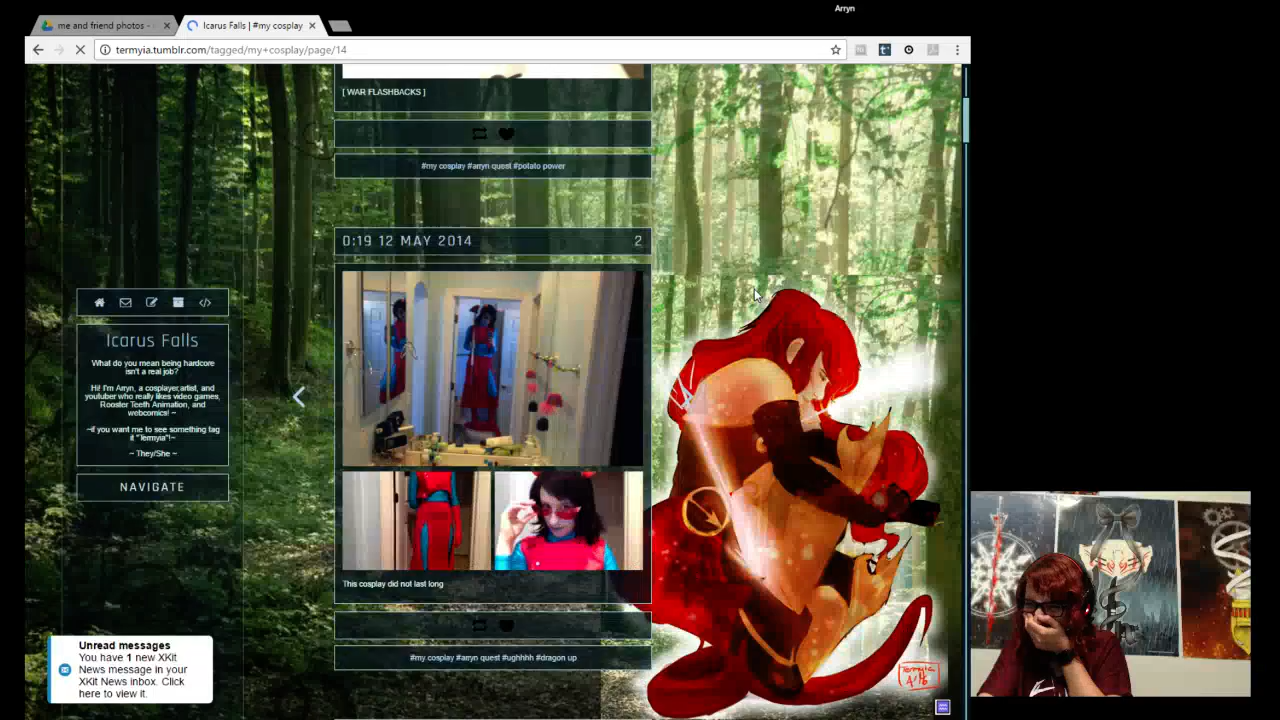 Arryn
me and friend photos -
Icarus Falls | #my cosplay
termyia.tumblr.com/tagged/my+cosplay/page/14
[ WAR FLASHBACKS ]
#my cosplay #arryn quest #potato power
0:19 12 MAY 2014
2
Icarus Falls
What do you mean being hardcore
isn't a real job?
Hi! I'm Arryn, a cosplayer,artist, and
youtuber who really likes video games,
Rooster Teeth Animation, and
webcomics! ~
~if you want me to see something tag
it "Termyia"!~
~ They/She ~
NAVIGATE
This cosplay did not last long
#my cosplay #arryn quest #ughhhh #dragon up
Unread messages
You have 1 new XKit
News message in your
XKit News inbox. Click
here to view it.
Termyia